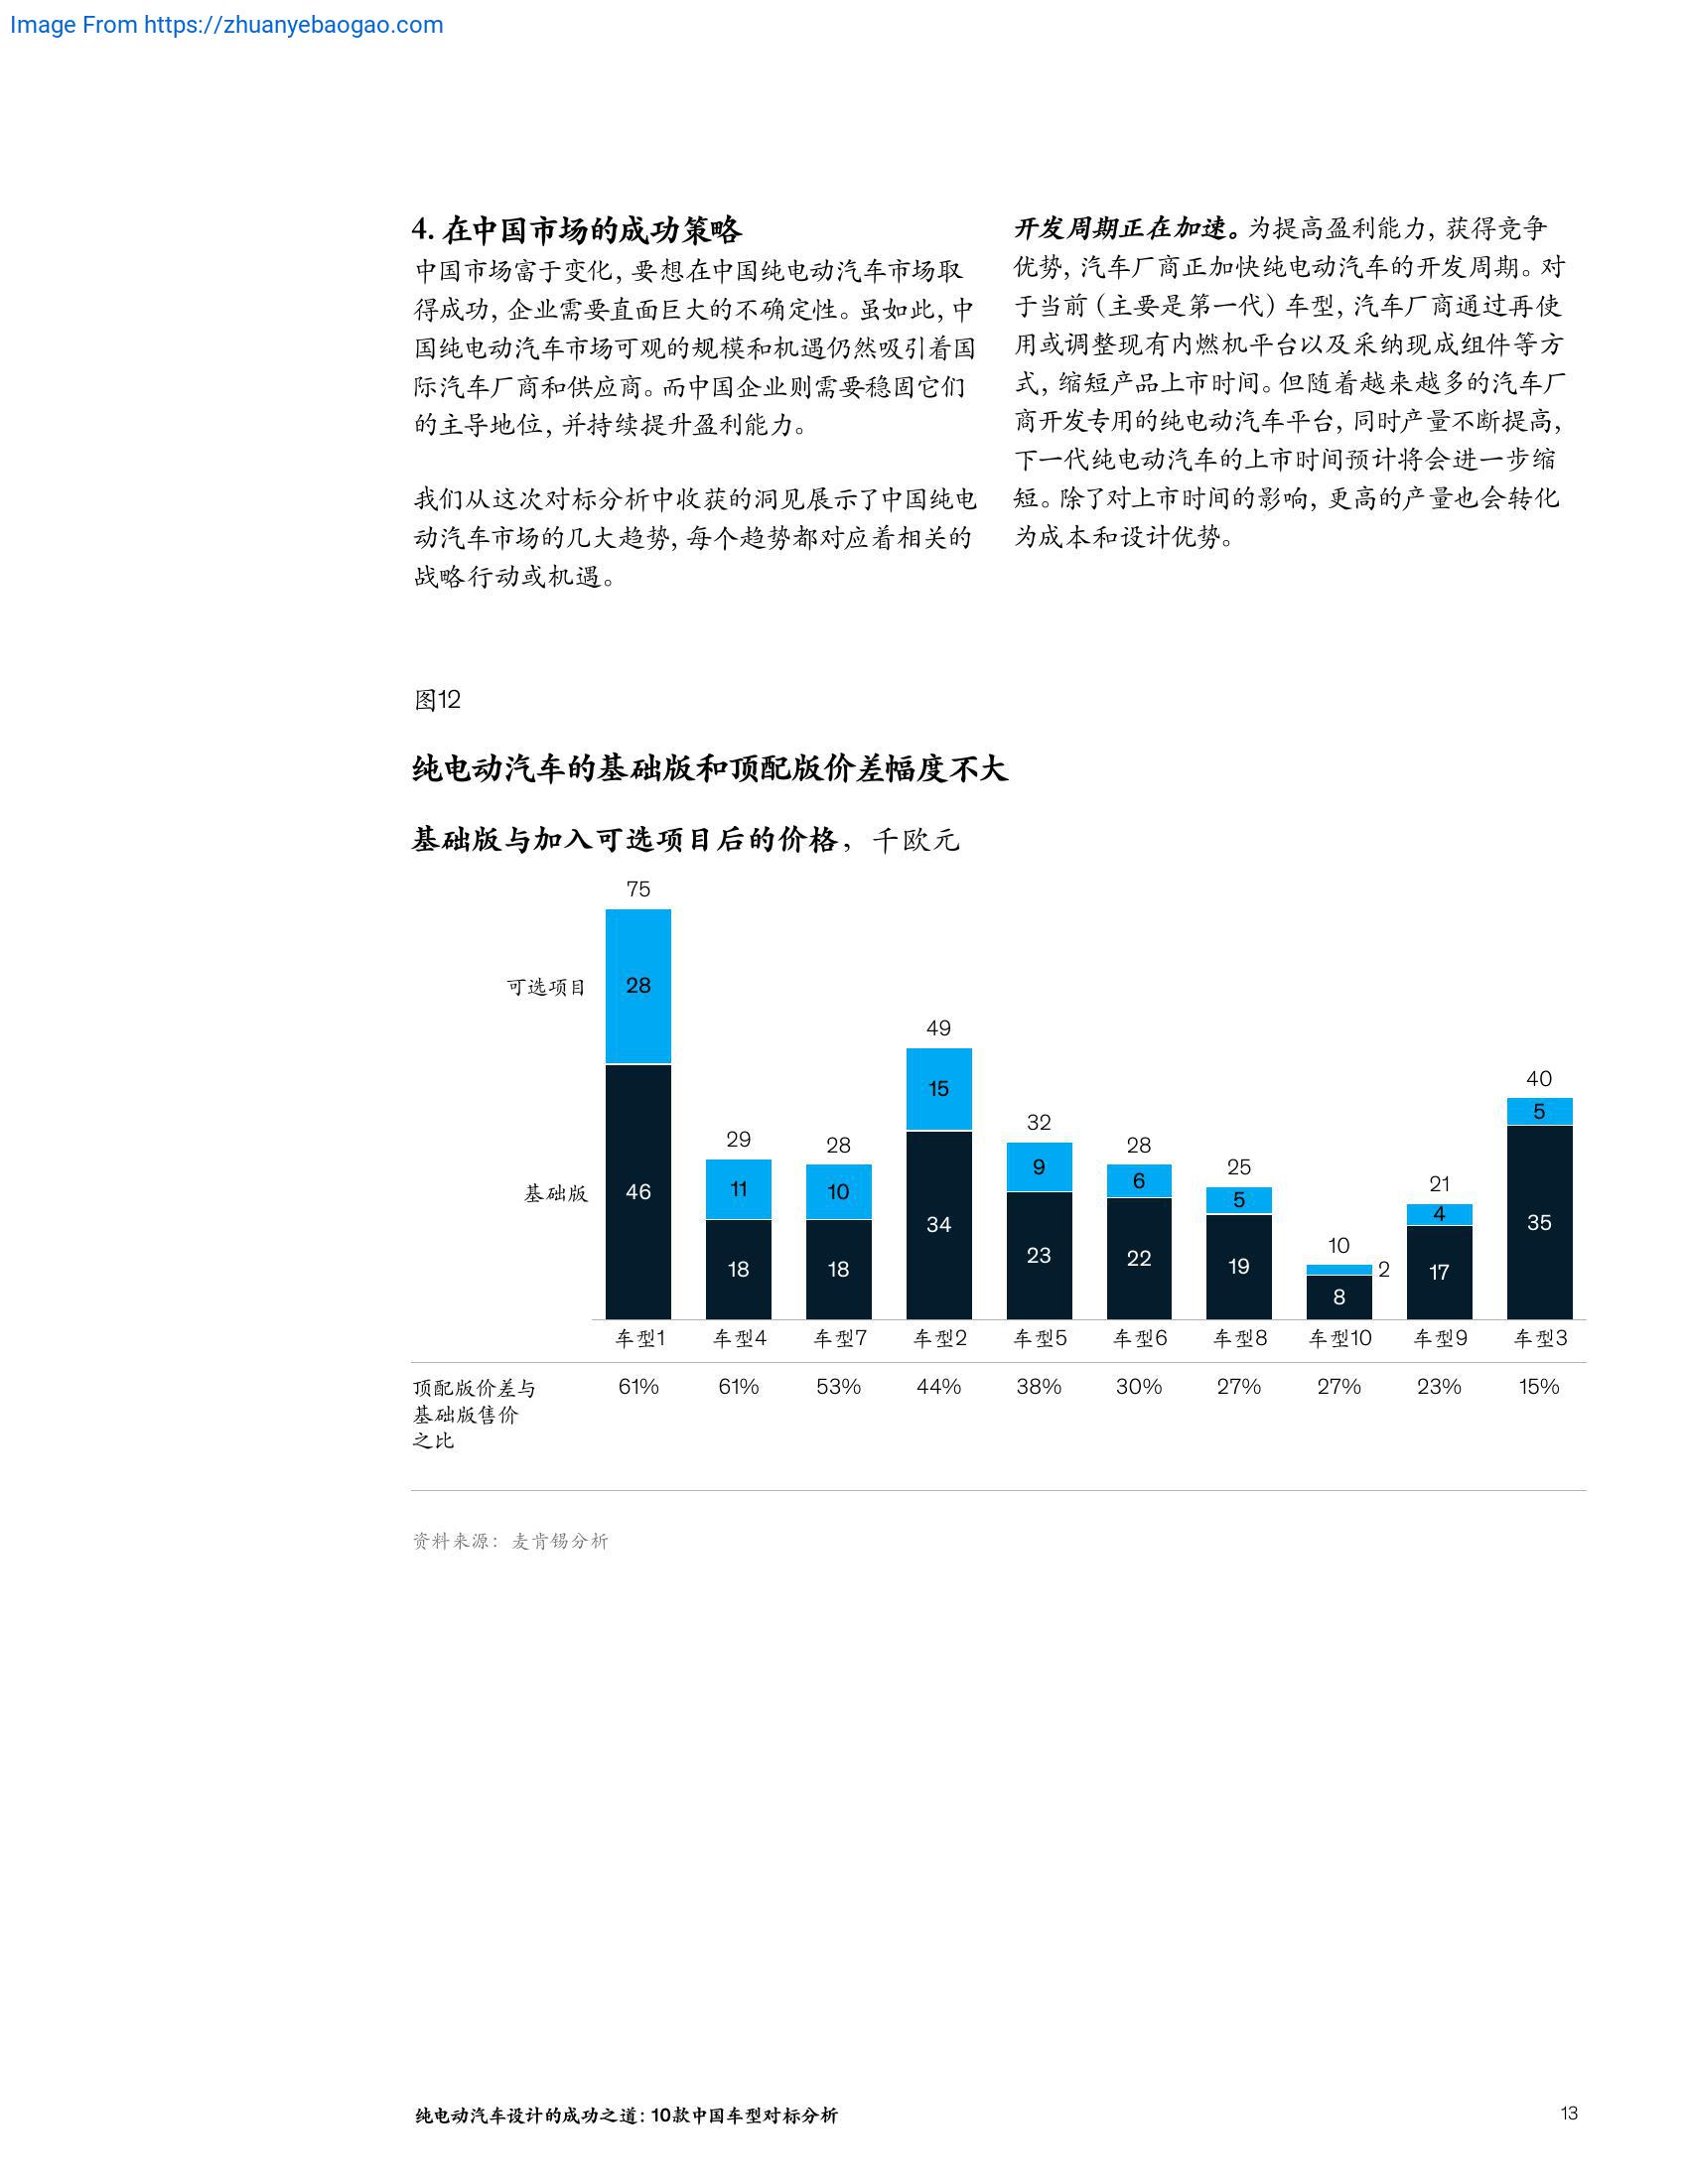 Image From https://zhuanyebaogao.com
4. 在中国市场的成功策略
中国市场富于变化, 要想在中国纯电动汽车市场取
得成功, 企业需要直面巨大的不确定性。虽如此, 中
国纯电动汽车市场可观的规模和机遇仍然吸引着国
际汽车厂商和供应商。而中国企业则需要稳固它们
的主导地位, 并持续提升盈利能力。
我们从这次对标分析中收获的洞见展示了中国纯电
动汽车市场的几大趋势, 每个趋势都对应着相关的
战略行动或机遇。
开发周期正在加速。为提高盈利能力, 获得竞争
优势, 汽车厂商正加快纯电动汽车的开发周期。对
于当前 (主要是第一代) 车型, 汽车厂商通过再使
用或调整现有内燃机平台以及采纳现成组件等方
式, 缩短产品上市时间。但随着越来越多的汽车厂
商开发专用的纯电动汽车平台, 同时产量不断提高,
下一代纯电动汽车的上市时间预计将会进一步缩
短。除了对上市时间的影响, 更高的产量也会转化
为成本和设计优势。
图12
纯电动汽车的基础版和顶配版价差幅度不大
基础版与加入可选项目后的价格, 千欧元
75
28
可选项目
49
15
40
5
29
28
32
28
25
21
11
10
9
6
5
4
10
2
基础版
46
18
18
34
23
22
19
8
17
35
车型1 车型4 车型7 车型2 车型5 车型6 车型8 车型10 车型9 车型3
顶配版价差与
基础版售价
之比
61% 61% 53% 44% 38% 30% 27% 27% 23% 15%
资料来源: 麦肯锡分析
纯电动汽车设计的成功之道: 10款中国车型对标分析
13